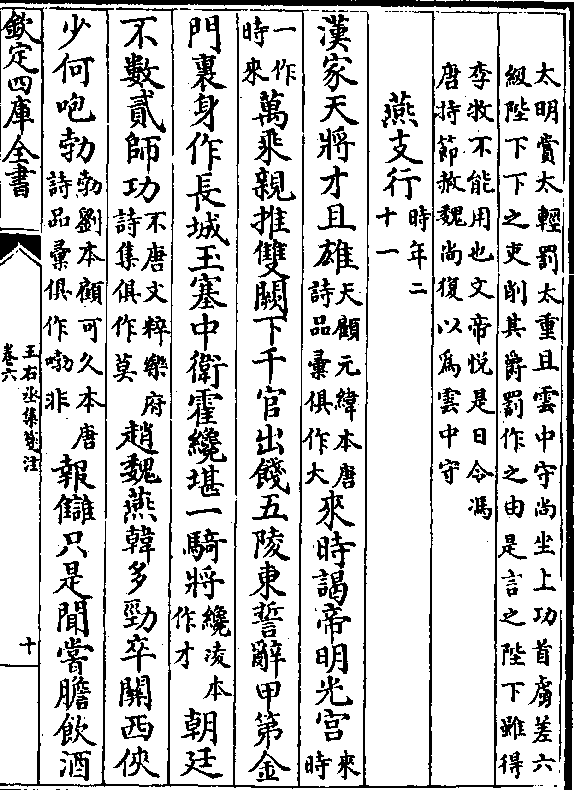 太明賞太輕罰太重且雲中守尚坐上功首虜差六
級陛下下之吏削其爵罰作之由是言之陛下雖得
李牧不能用也文帝悅是日令馮
唐持節赦魏尚復以爲雲中守
燕支行時年二十一
漢家天將才且雄天顧元緯本唐詩品彙俱作大來時謁帝明光宫來時
一作時來萬乘親推雙闕下千官出餞五陵東誓辭甲第金
門裏身作長城玉塞中衛霍纔堪一騎將纔凌本作才朝廷
不數貳師功不唐文粹樂府詩集俱作莫趙魏燕韓多勁卒關西俠
少何咆勃勃劉本顧可久本唐詩品彙俱作㪍非報讎只是聞嘗膽飲酒
欽定四庫全書
王右丞集箋注
卷六
十